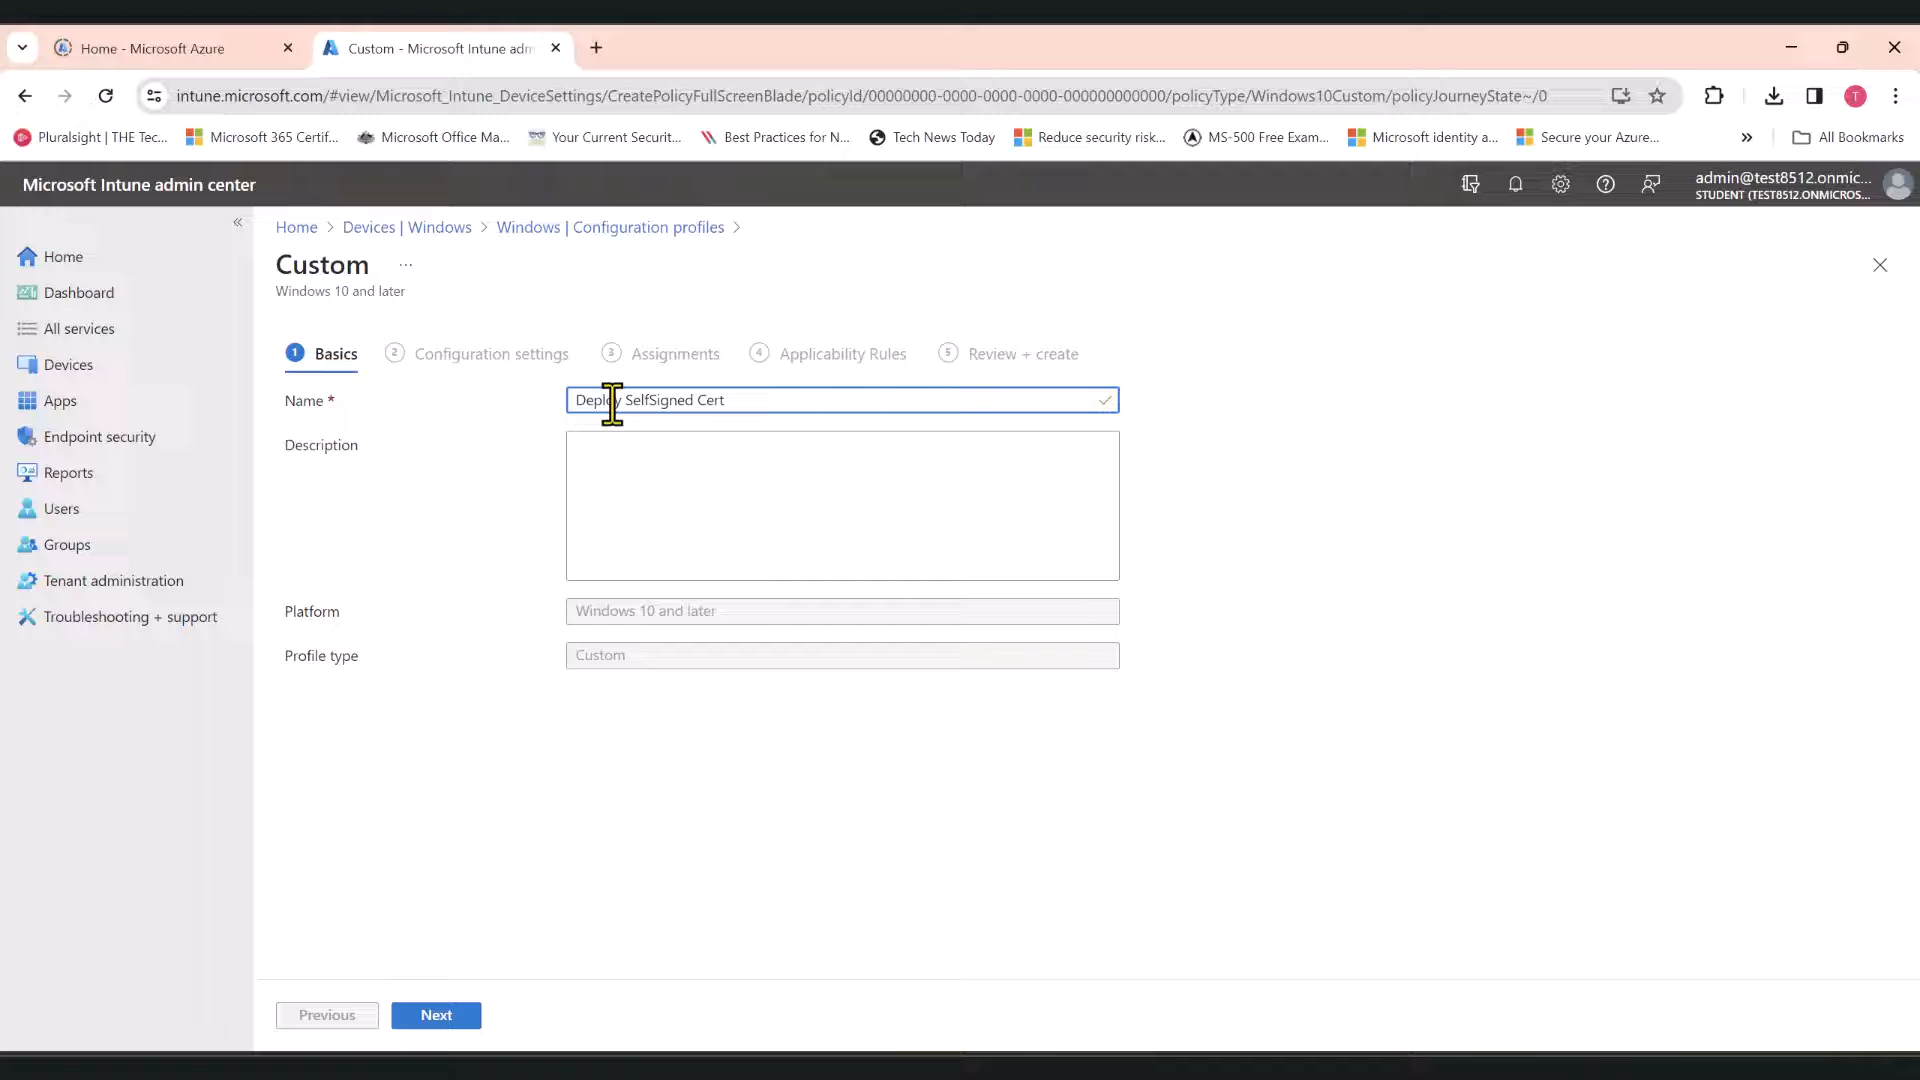 Home - Microsoft Azure
Custom - Microsoft Intune adm
intune.microsoft.com/#view/Microsoft_Intune_DeviceSettings/CreatePolicyFullScreenBlade/policyId/00000000-0000-0000-0000-000000000000/policyType/Windows10Custom/policyJourneyState~/0
T
Pluralsight | THE Tec...
Microsoft 365 Certif...
Microsoft Office Ma...
Your Current Securit...
Best Practices for N...
Tech News Today
Reduce security risk...
MS-500 Free Exam...
Microsoft identity a...
Secure your Azure...
All Bookmarks
Microsoft Intune admin center
admin@test8512.onmic...
STUDENT (TEST8512.ONMICROS...
Home > Devices | Windows > Windows | Configuration profiles >
Custom ...
Windows 10 and later
Home
Dashboard
All services
Devices
Apps
Endpoint security
Reports
Users
Groups
Tenant administration
Troubleshooting + support
1 Basics
2 Configuration settings
3 Assignments
4 Applicability Rules
5 Review + create
Name *
Deploy SelfSigned Cert
Description
Platform
Windows 10 and later
Profile type
Custom
Previous
Next